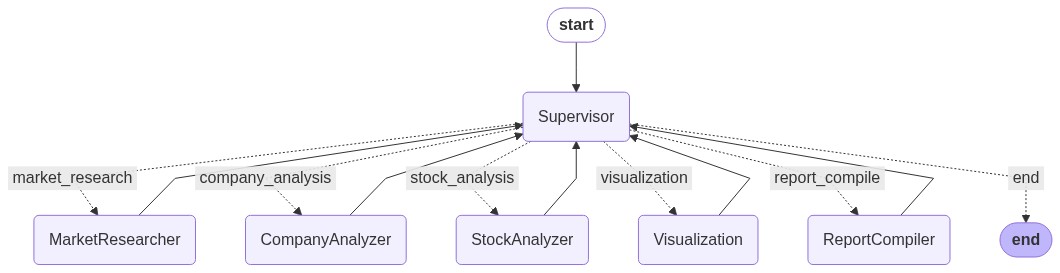 start
Supervisor
market_research
company_analysis
stock_analysis
visualization
report_compile
end
MarketResearcher
CompanyAnalyzer
StockAnalyzer
Visualization
ReportCompiler
end